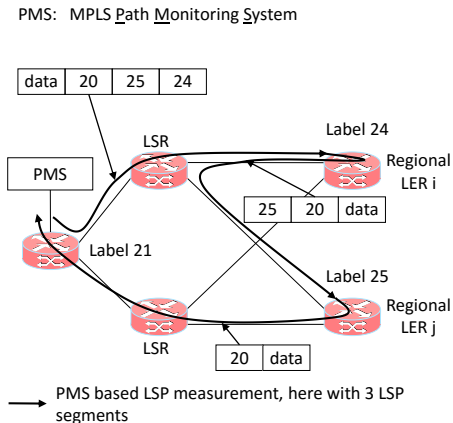 PMS: MPLS Path Monitoring System
data 20 25 24
LSR
Label 24
PMS
Regional
LER i
25 20 data
Label 21
Label 25
Regional
LER j
LSR
20 data
PMS based LSP measurement, here with 3 LSP
segments